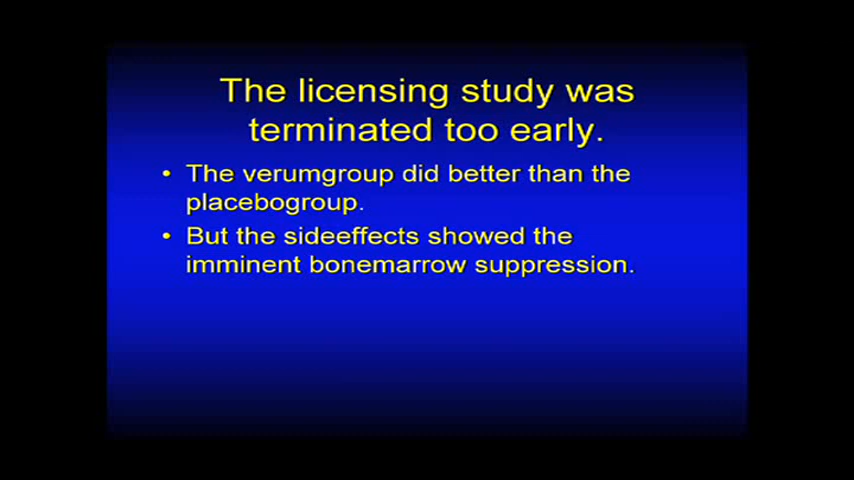 The licensing study was
terminated too early.
• The verumgroup did better than the
placebogroup.
• But the sideeffects showed the
imminent bonemarrow suppression.